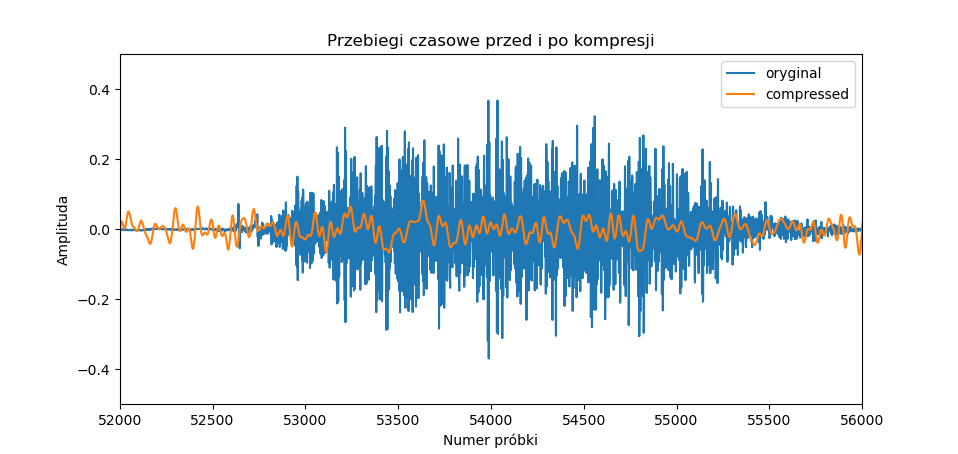 Przebiegi czasowe przed i po kompresji
oryginal
compressed
0.4
0.2
0.0
−0.2
−0.4
Amplituda
52000 52500 53000 53500 54000 54500 55000 55500 56000
Numer próbki